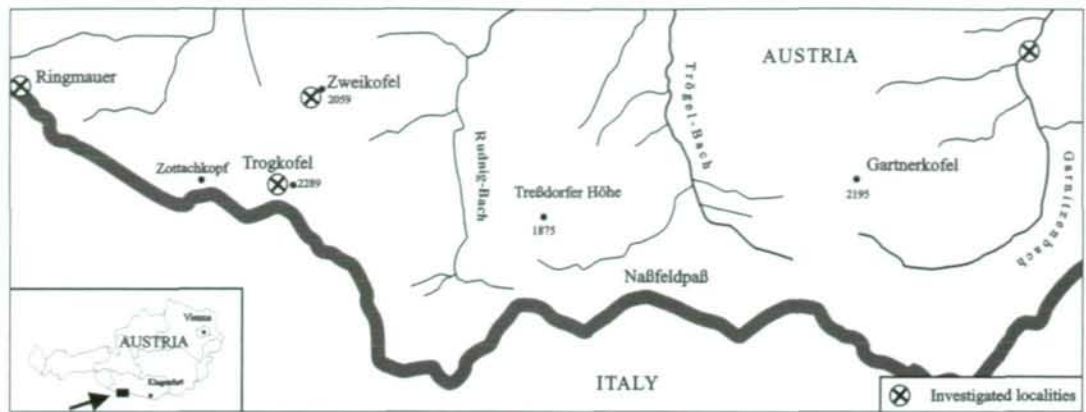 AUSTRIA
Ringmauer
Zweikofel
2059
Zottachkopf
Trogkofel
2289
Rudnig-Bach
Treßdorfer Höhe
1875
Trögel-Bach
Gartnerkofel
2195
Garnitzenbach
Naßfeldpaß
ITALY
Vienna
AUSTRIA
Klagenfurt
Investigated localities